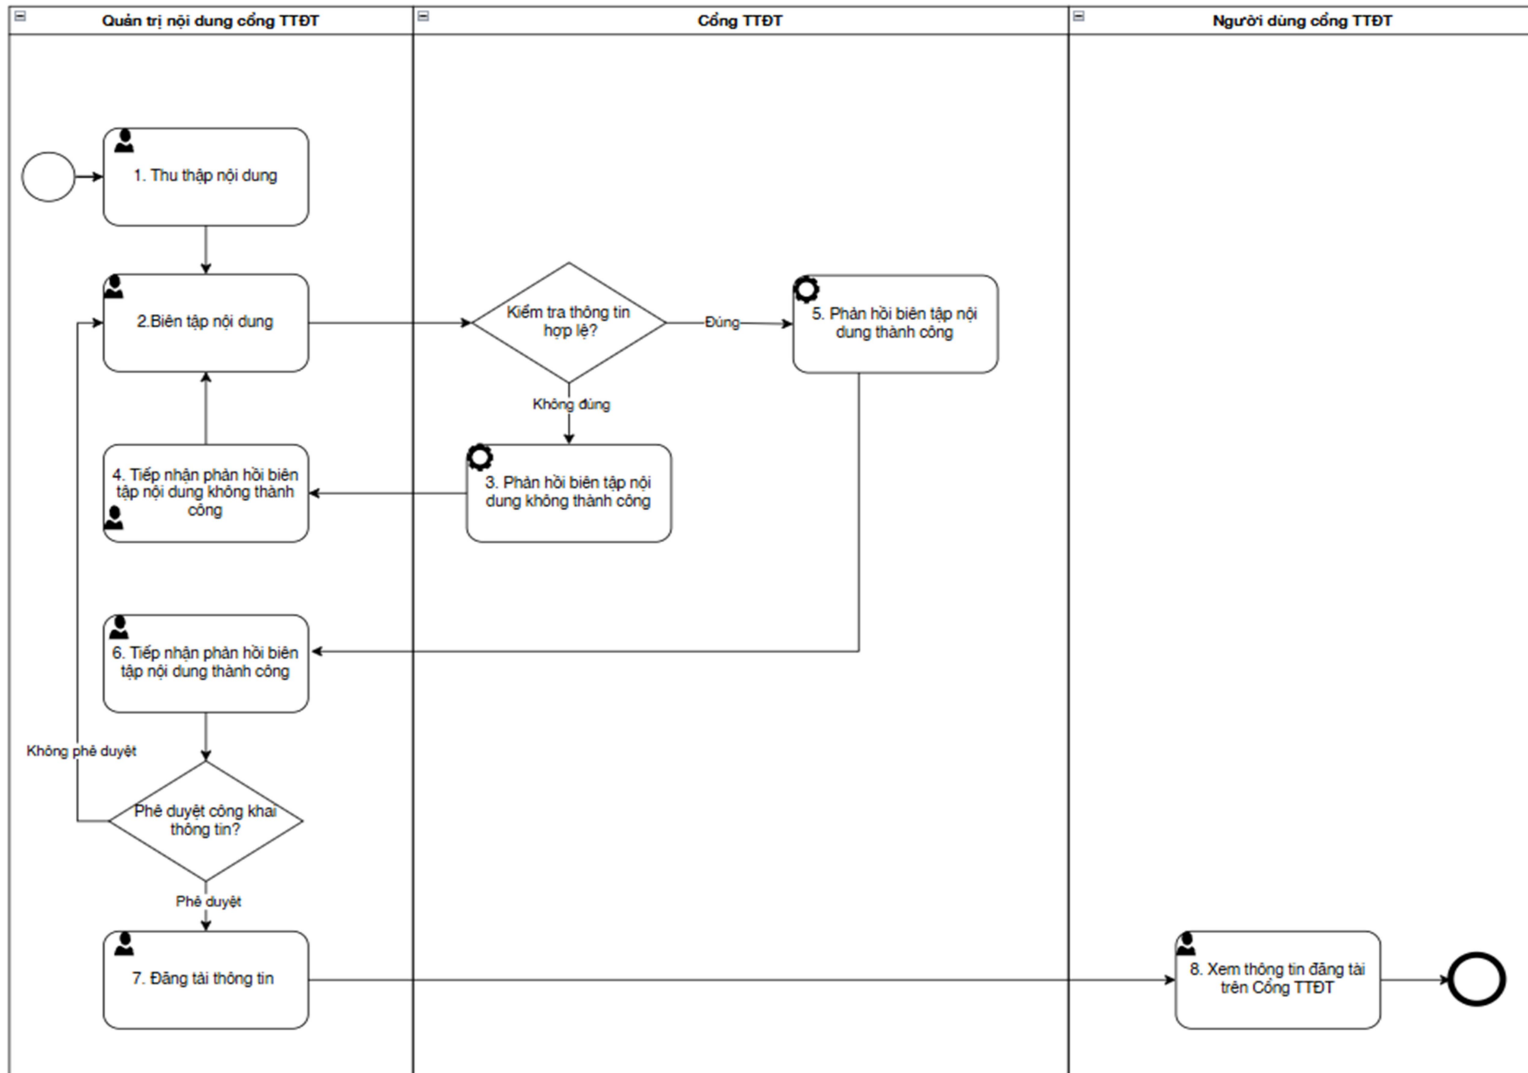 Quản trị nội dung cổng TTĐT
Cổng TTĐT
Người dùng cổng TTĐT
1. Thu thập nội dung
2.Biên tập nội dung
Kiểm tra thông tin
hợp lệ?
Đúng
5. Phản hồi biên tập nội
dung thành công
Không đúng
4. Tiếp nhận phản hồi biên
tập nội dung không thành
công
3. Phản hồi biên tập nội
dung không thành công
6. Tiếp nhận phản hồi biên
tập nội dung thành công
Không phê duyệt
Phê duyệt công khai
thông tin?
Phê duyệt
7. Đăng tải thông tin
8. Xem thông tin đăng tải
trên Cổng TTĐT